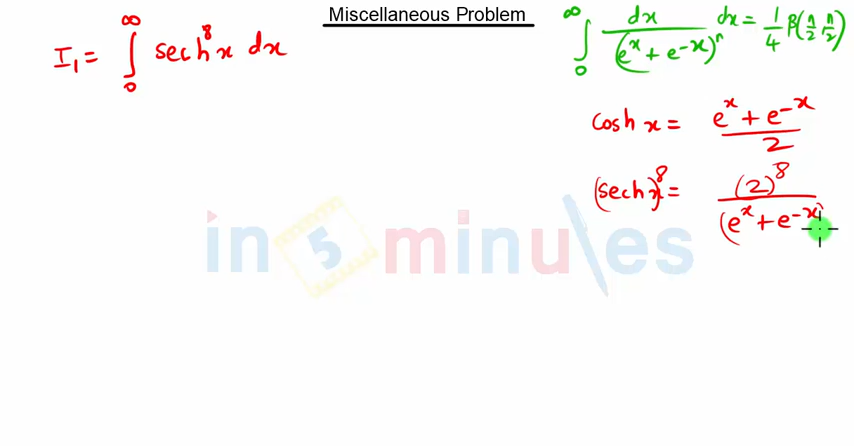 Miscellaneous Problem
I₁ = ∫₀^∞ sech⁸x dx
∫₀^∞ dx/(eˣ + e⁻ˣ)ⁿ dx = 1/4 β(n/2, n/2)
cosh x = (eˣ + e⁻ˣ)/2
(sech x)⁸ = (2)⁸/(eˣ + e⁻ˣ)
in 5 minutes